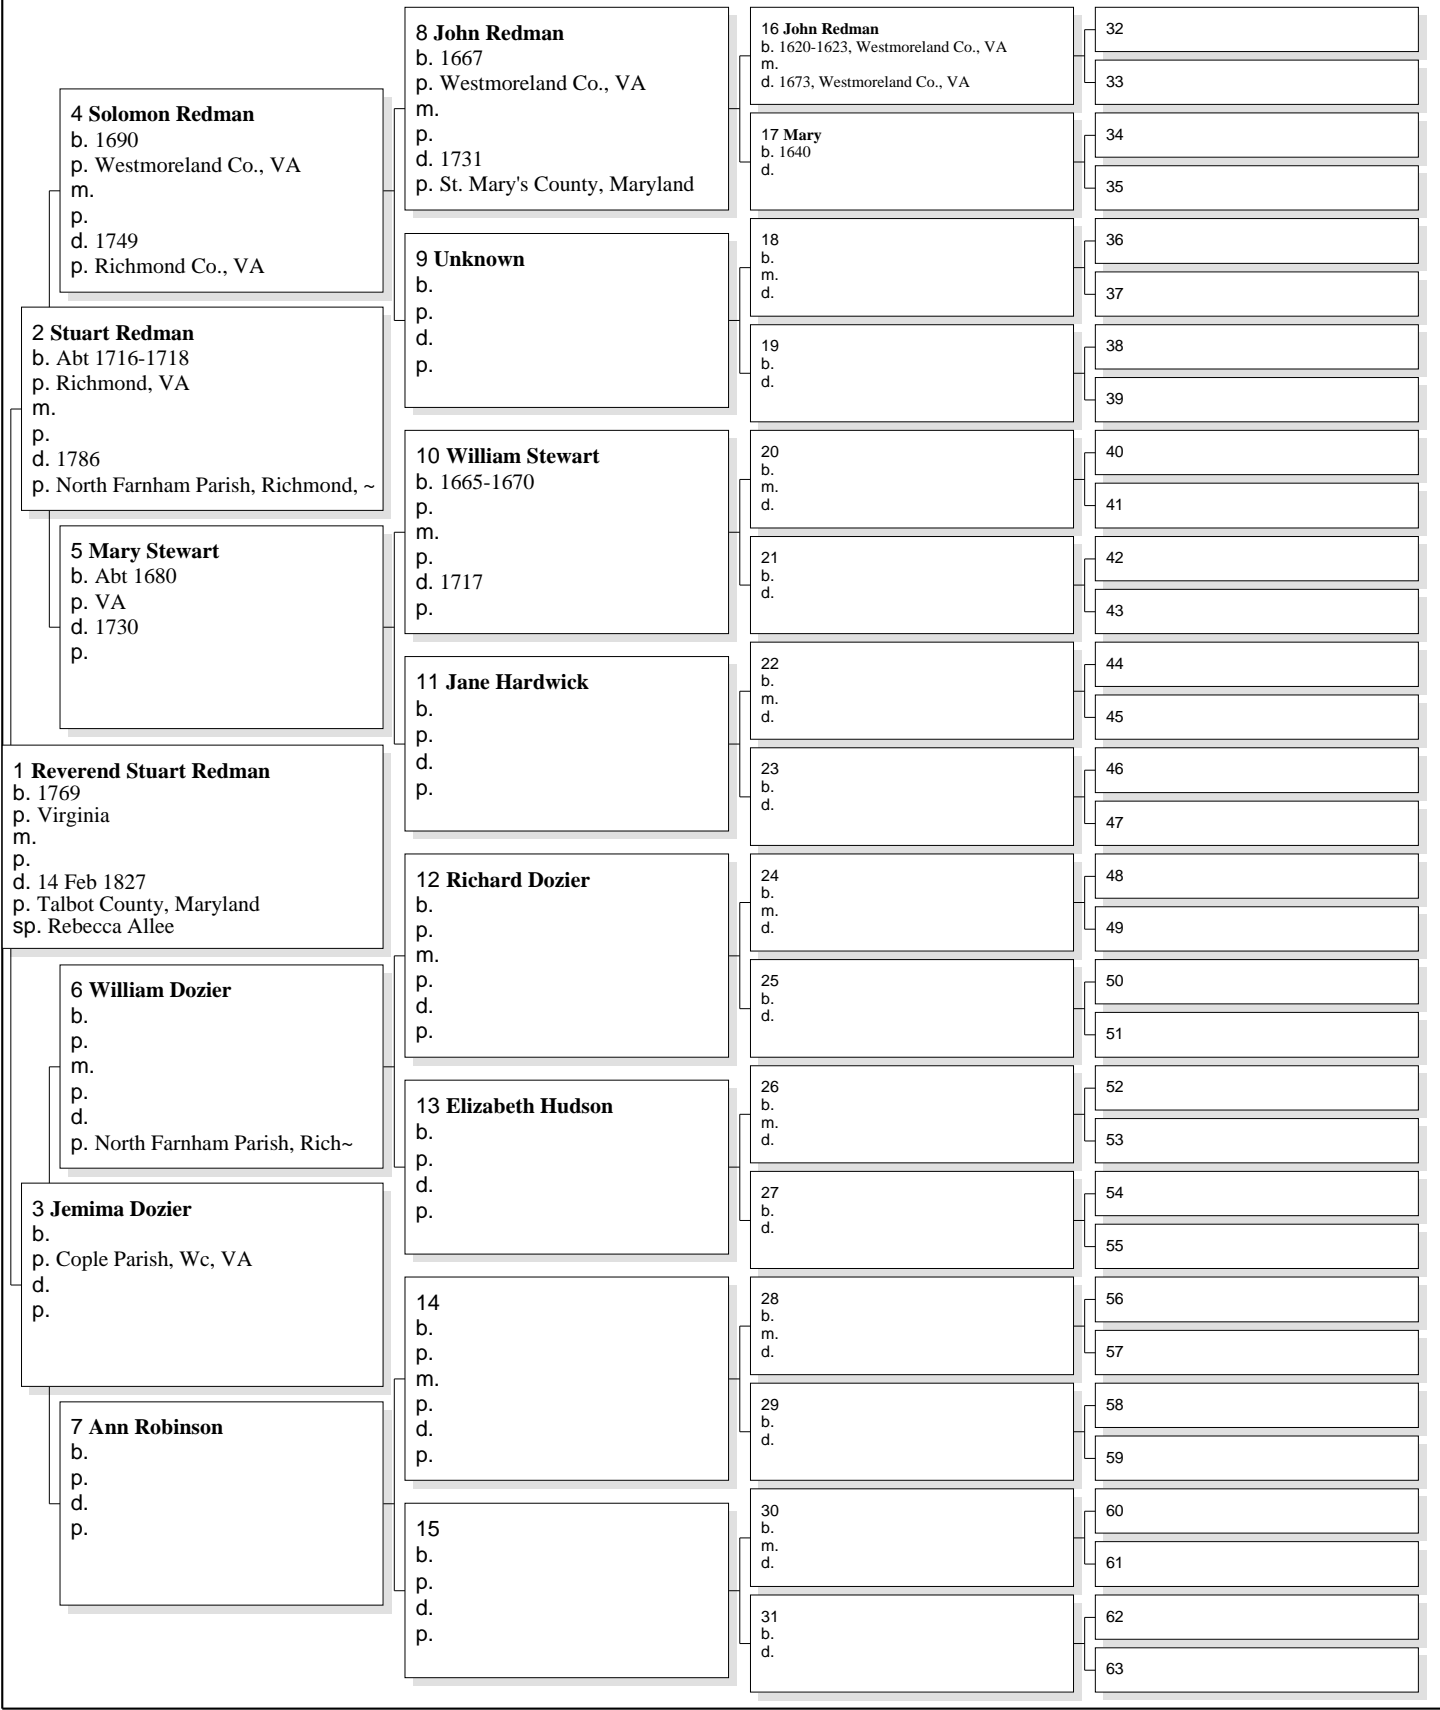 4 Solomon Redman
b. 1690
p. Westmoreland Co., VA
m.
p.
d. 1749
p. Richmond Co., VA
2 Stuart Redman
b. Abt 1716-1718
p. Richmond, VA
m.
p.
d. 1786
p. North Farnham Parish, Richmond, ~
5 Mary Stewart
b. Abt 1680
p. VA
d. 1730
p.
1 Reverend Stuart Redman
b. 1769
p. Virginia
m.
p.
d. 14 Feb 1827
p. Talbot County, Maryland
sp. Rebecca Allee
6 William Dozier
b.
p.
m.
p.
d.
p. North Farnham Parish, Rich~
3 Jemima Dozier
b.
p. Cople Parish, Wc, VA
d.
p.
7 Ann Robinson
b.
p.
d.
p.
8 John Redman
b. 1667
p. Westmoreland Co., VA
m.
p.
d. 1731
p. St. Mary's County, Maryland
9 Unknown
b.
p.
d.
p.
10 William Stewart
b. 1665-1670
p.
m.
p.
d. 1717
p.
11 Jane Hardwick
b.
p.
d.
p.
12 Richard Dozier
b.
p.
m.
p.
d.
p.
13 Elizabeth Hudson
b.
p.
d.
p.
14
b.
p.
m.
p.
d.
p.
15
b.
p.
d.
p.
16 John Redman
b. 1620-1623, Westmoreland Co., VA
m.
d. 1673, Westmoreland Co., VA
17 Mary
b. 1640
d.
18
b.
m.
d.
19
b.
d.
20
b.
m.
d.
21
b.
d.
22
b.
m.
d.
23
b.
d.
24
b.
m.
d.
25
b.
d.
26
b.
m.
d.
27
b.
d.
28
b.
m.
d.
29
b.
d.
30
b.
m.
d.
31
b.
d.
32
33
34
35
36
37
38
39
40
41
42
43
44
45
46
47
48
49
50
51
52
53
54
55
56
57
58
59
60
61
62
63